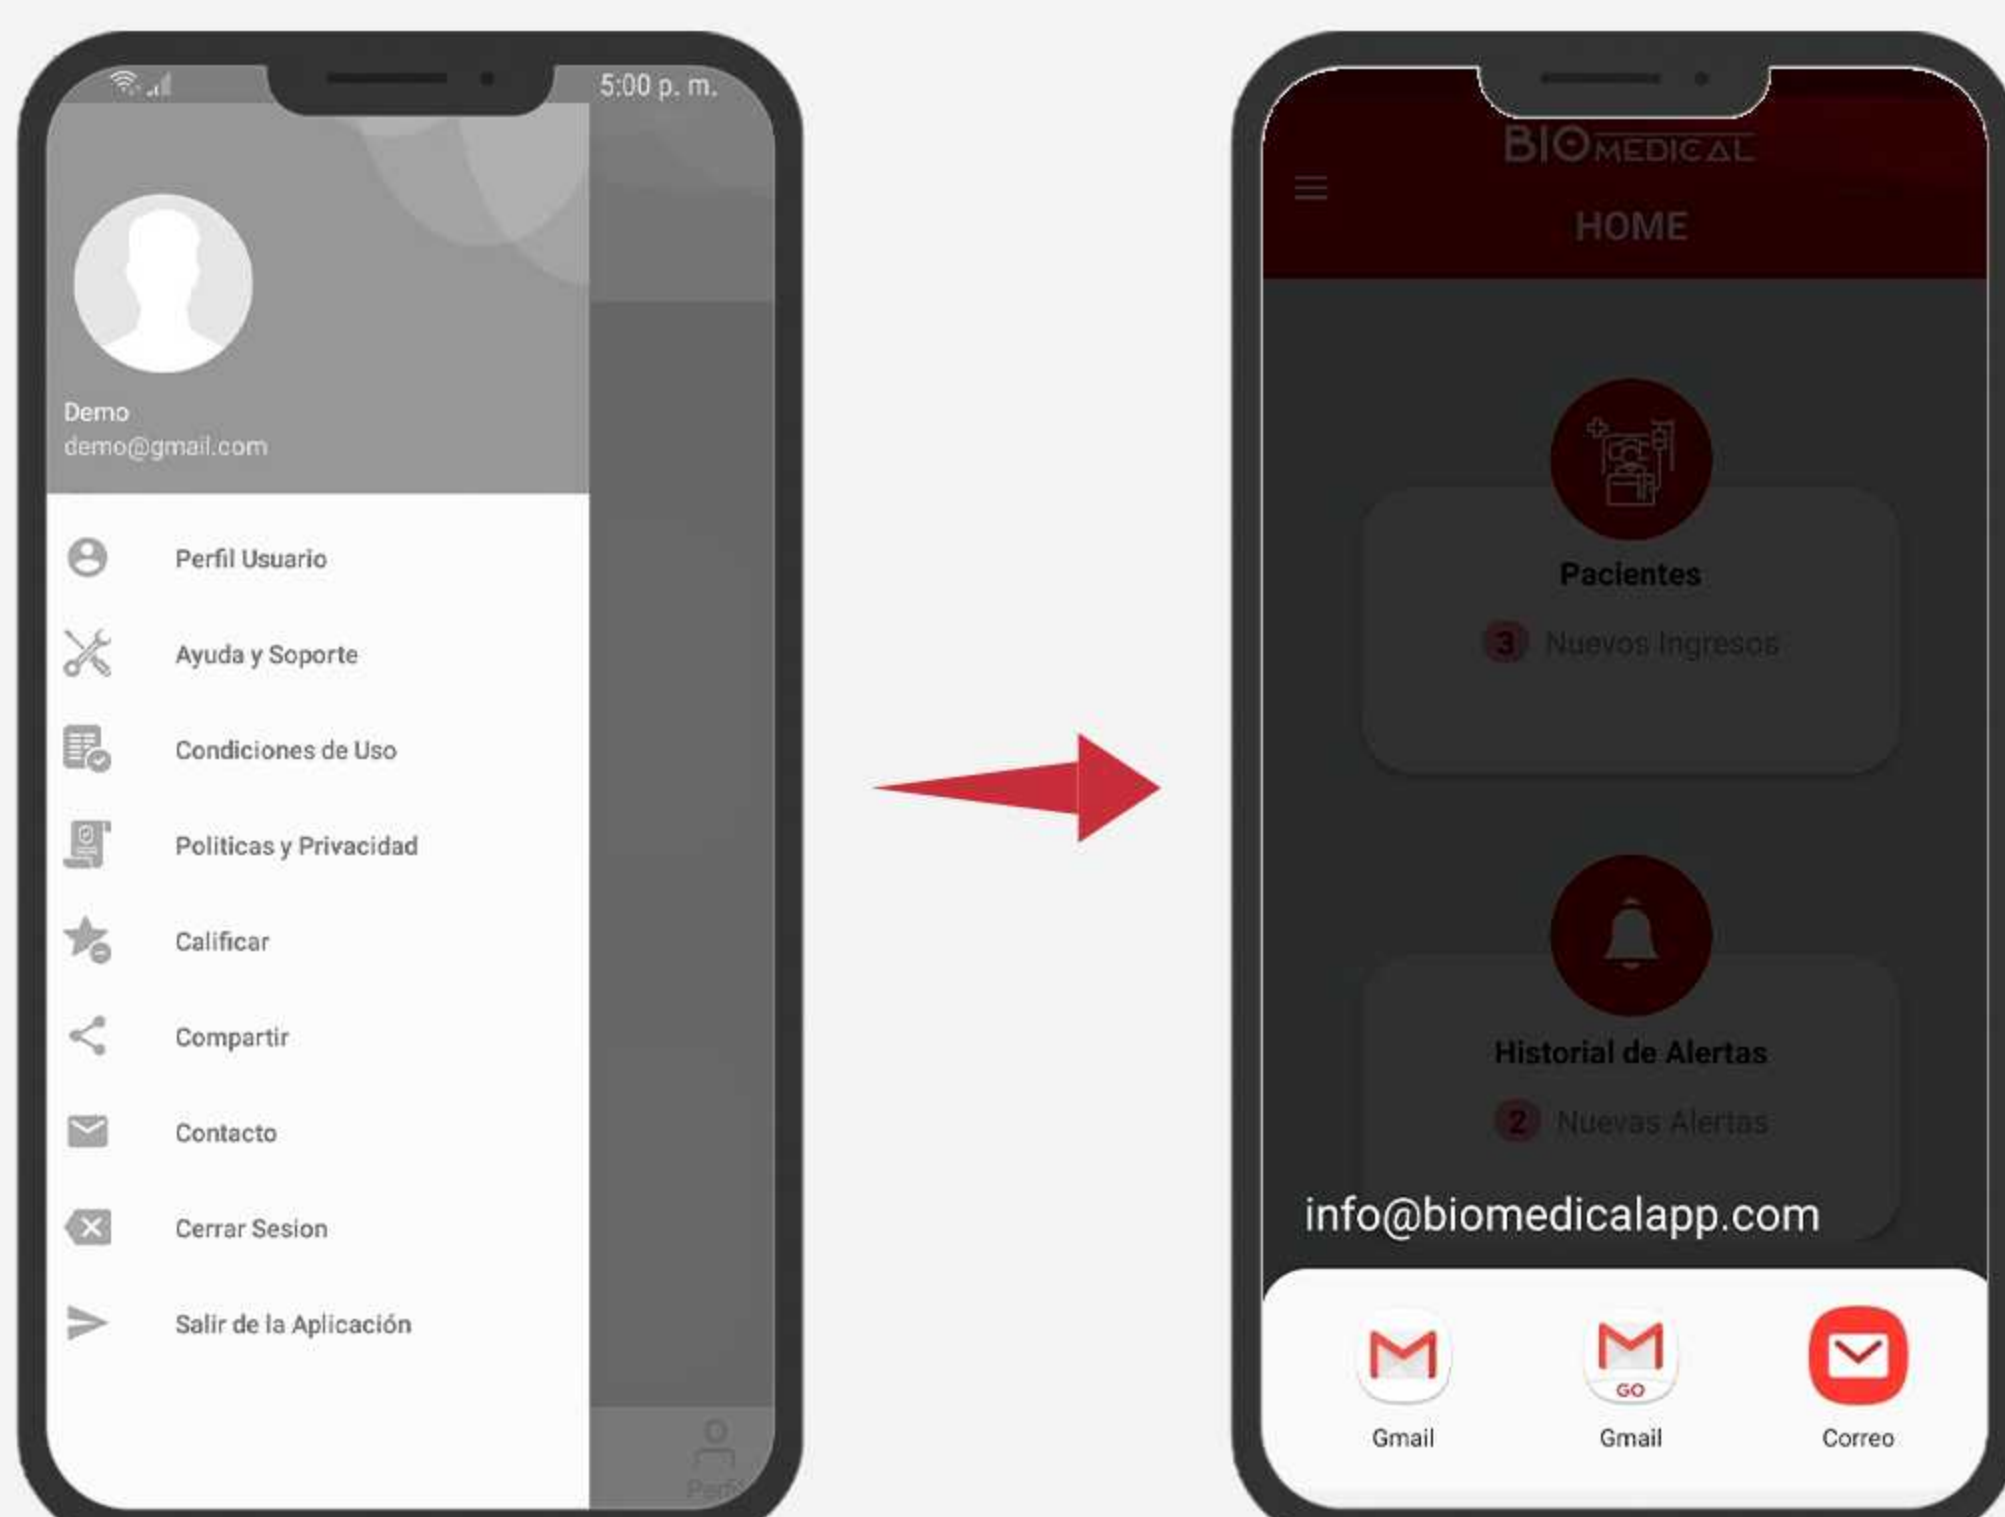 5:00 p. m.
Demo
demo@gmail.com
Perfil Usuario
Ayuda y Soporte
Condiciones de Uso
Politicas y Privacidad
Calificar
Compartir
Contacto
Cerrar Sesion
Salir de la Aplicación
Perfil
BIOMEDICAL
HOME
Pacientes
3 Nuevos Ingresos
Historial de Alertas
2 Nuevas Alertas
info@biomedicalapp.com
GO
Gmail
Gmail
Correo